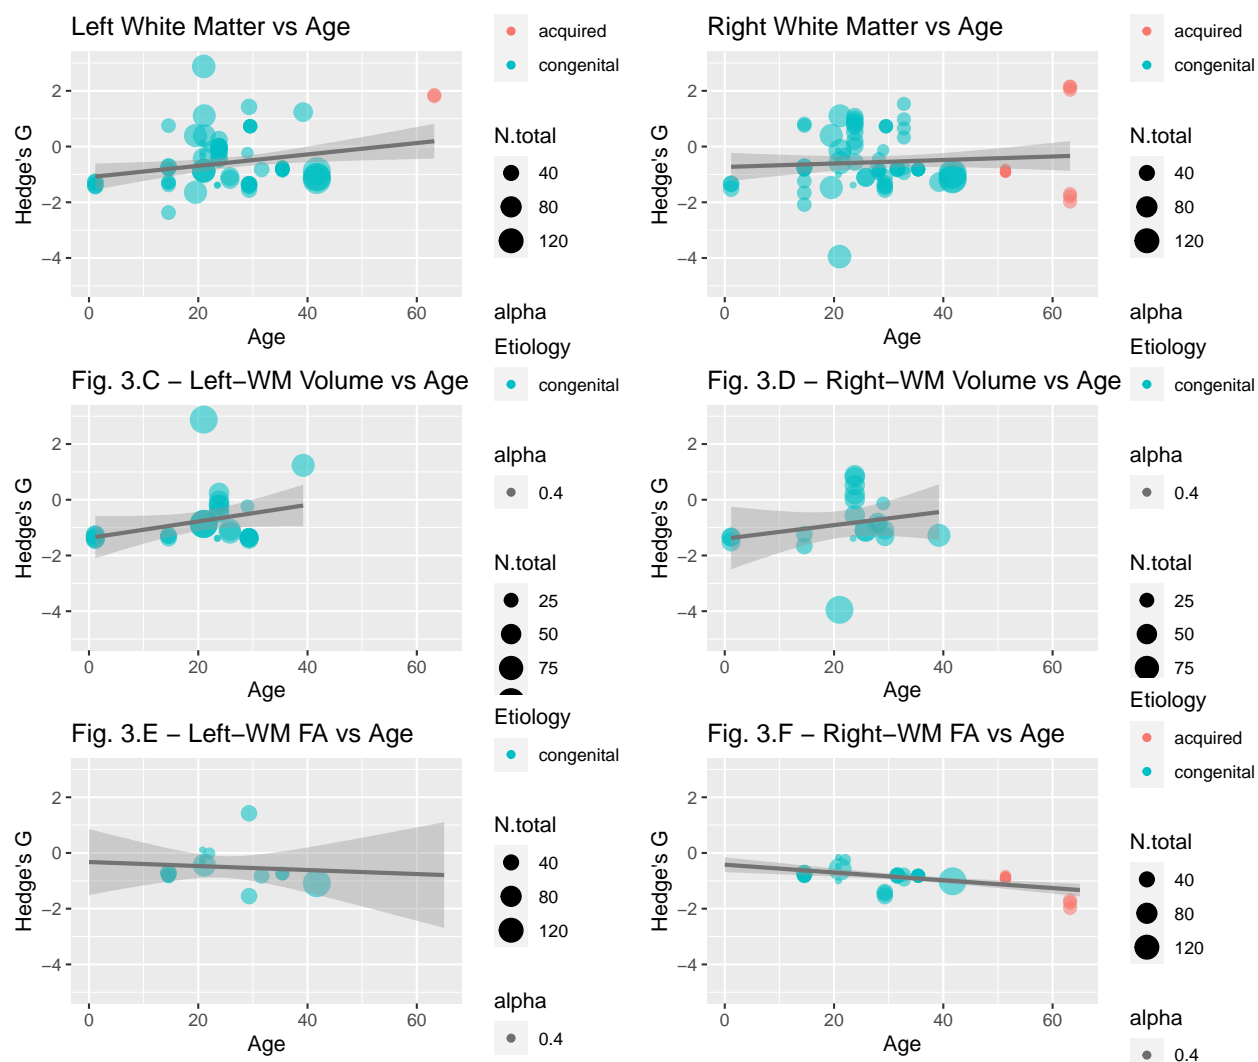 Left White Matter vs Age
Hedge's G
2
0
−2
−4
0 20 40 60
Age
acquired
congenital
N.total
40
80
120
Right White Matter vs Age
Hedge's G
2
0
−2
−4
0 20 40 60
Age
acquired
congenital
N.total
40
80
120
alpha
Fig. 3.C − Left−WM Volume vs Age
Hedge's G
2
0
−2
−4
0 20 40 60
Age
Etiology
congenital
alpha
0.4
N.total
25
50
75
Fig. 3.D − Right−WM Volume vs Age
Hedge's G
2
0
−2
−4
0 20 40 60
Age
alpha
Etiology
congenital
alpha
0.4
N.total
25
50
75
Fig. 3.E − Left−WM FA vs Age
Hedge's G
2
0
−2
−4
0 20 40 60
Age
Etiology
congenital
N.total
40
80
120
alpha
0.4
Fig. 3.F − Right−WM FA vs Age
Hedge's G
2
0
−2
−4
0 20 40 60
Age
Etiology
acquired
congenital
N.total
40
80
120
alpha
0.4